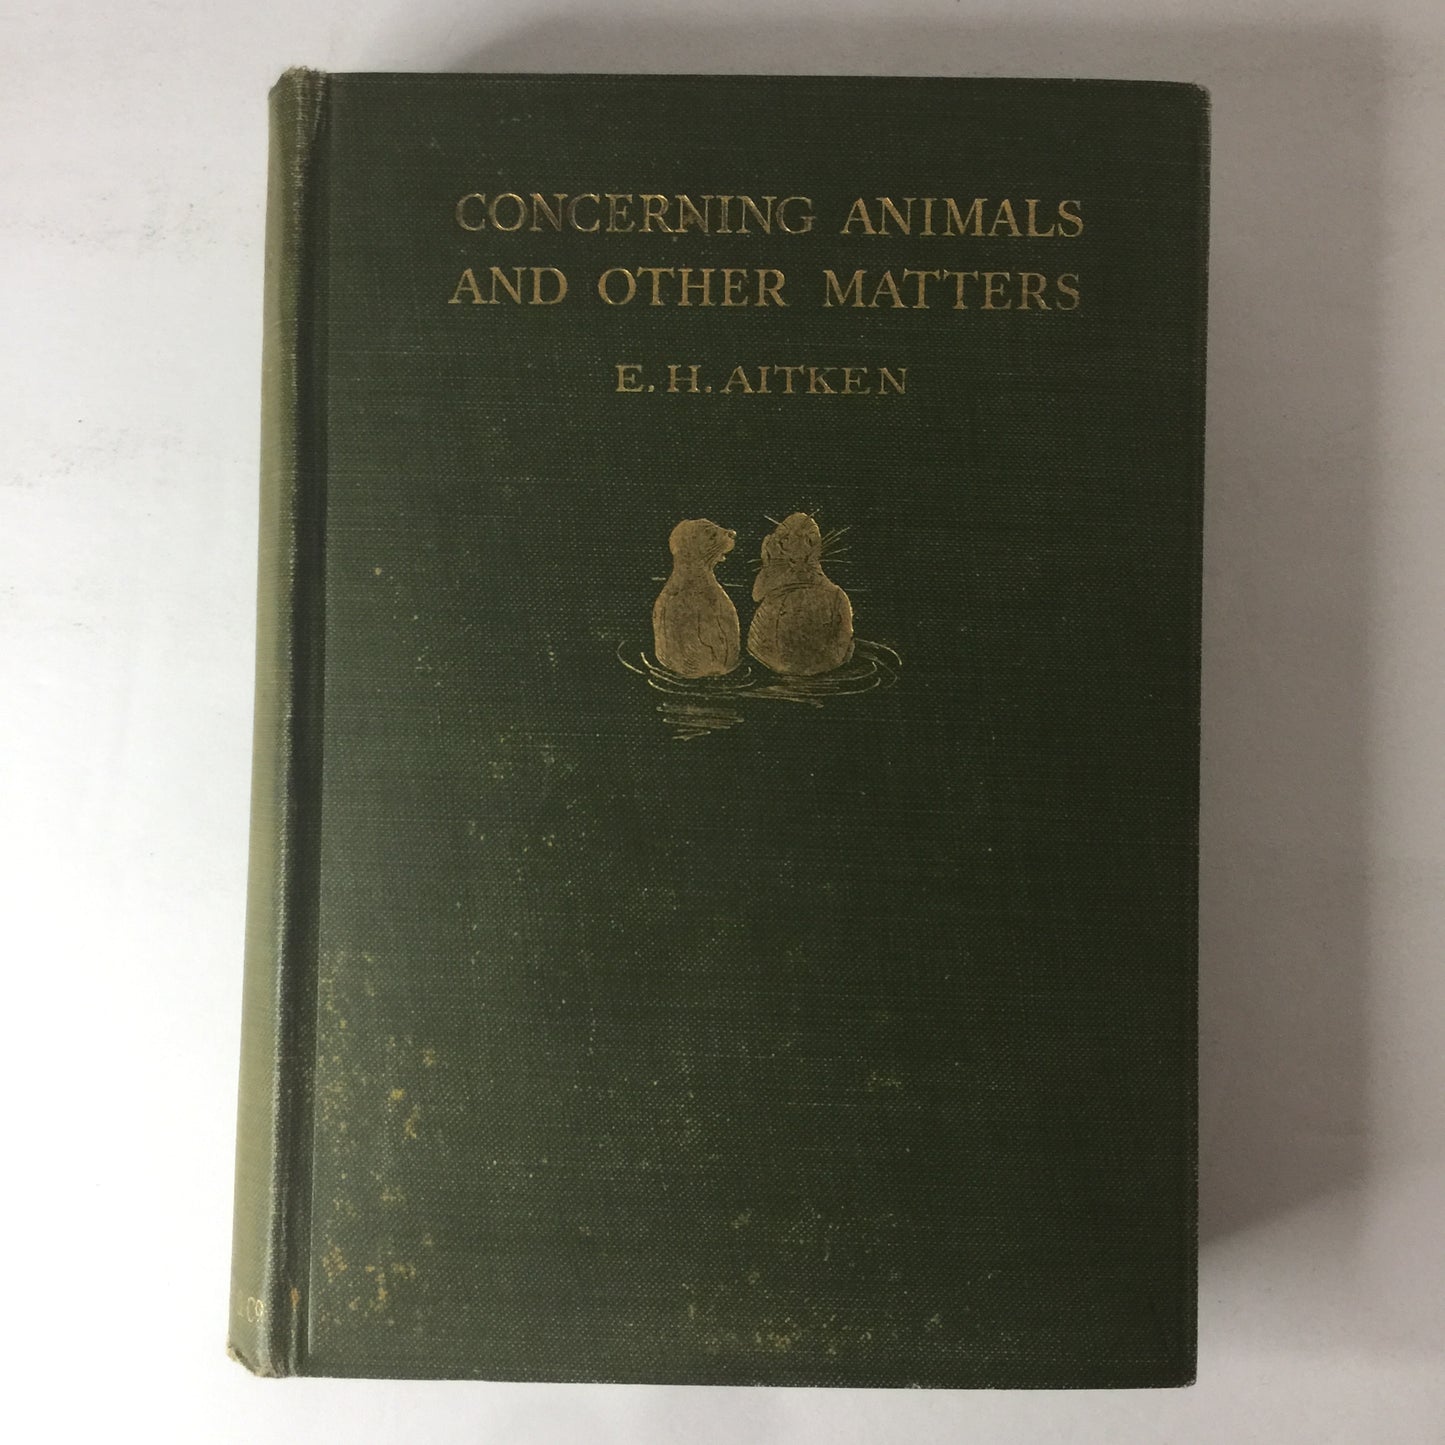 CONCERNING ANIMALS
AND OTHER MATTERS
E. H. AITKEN